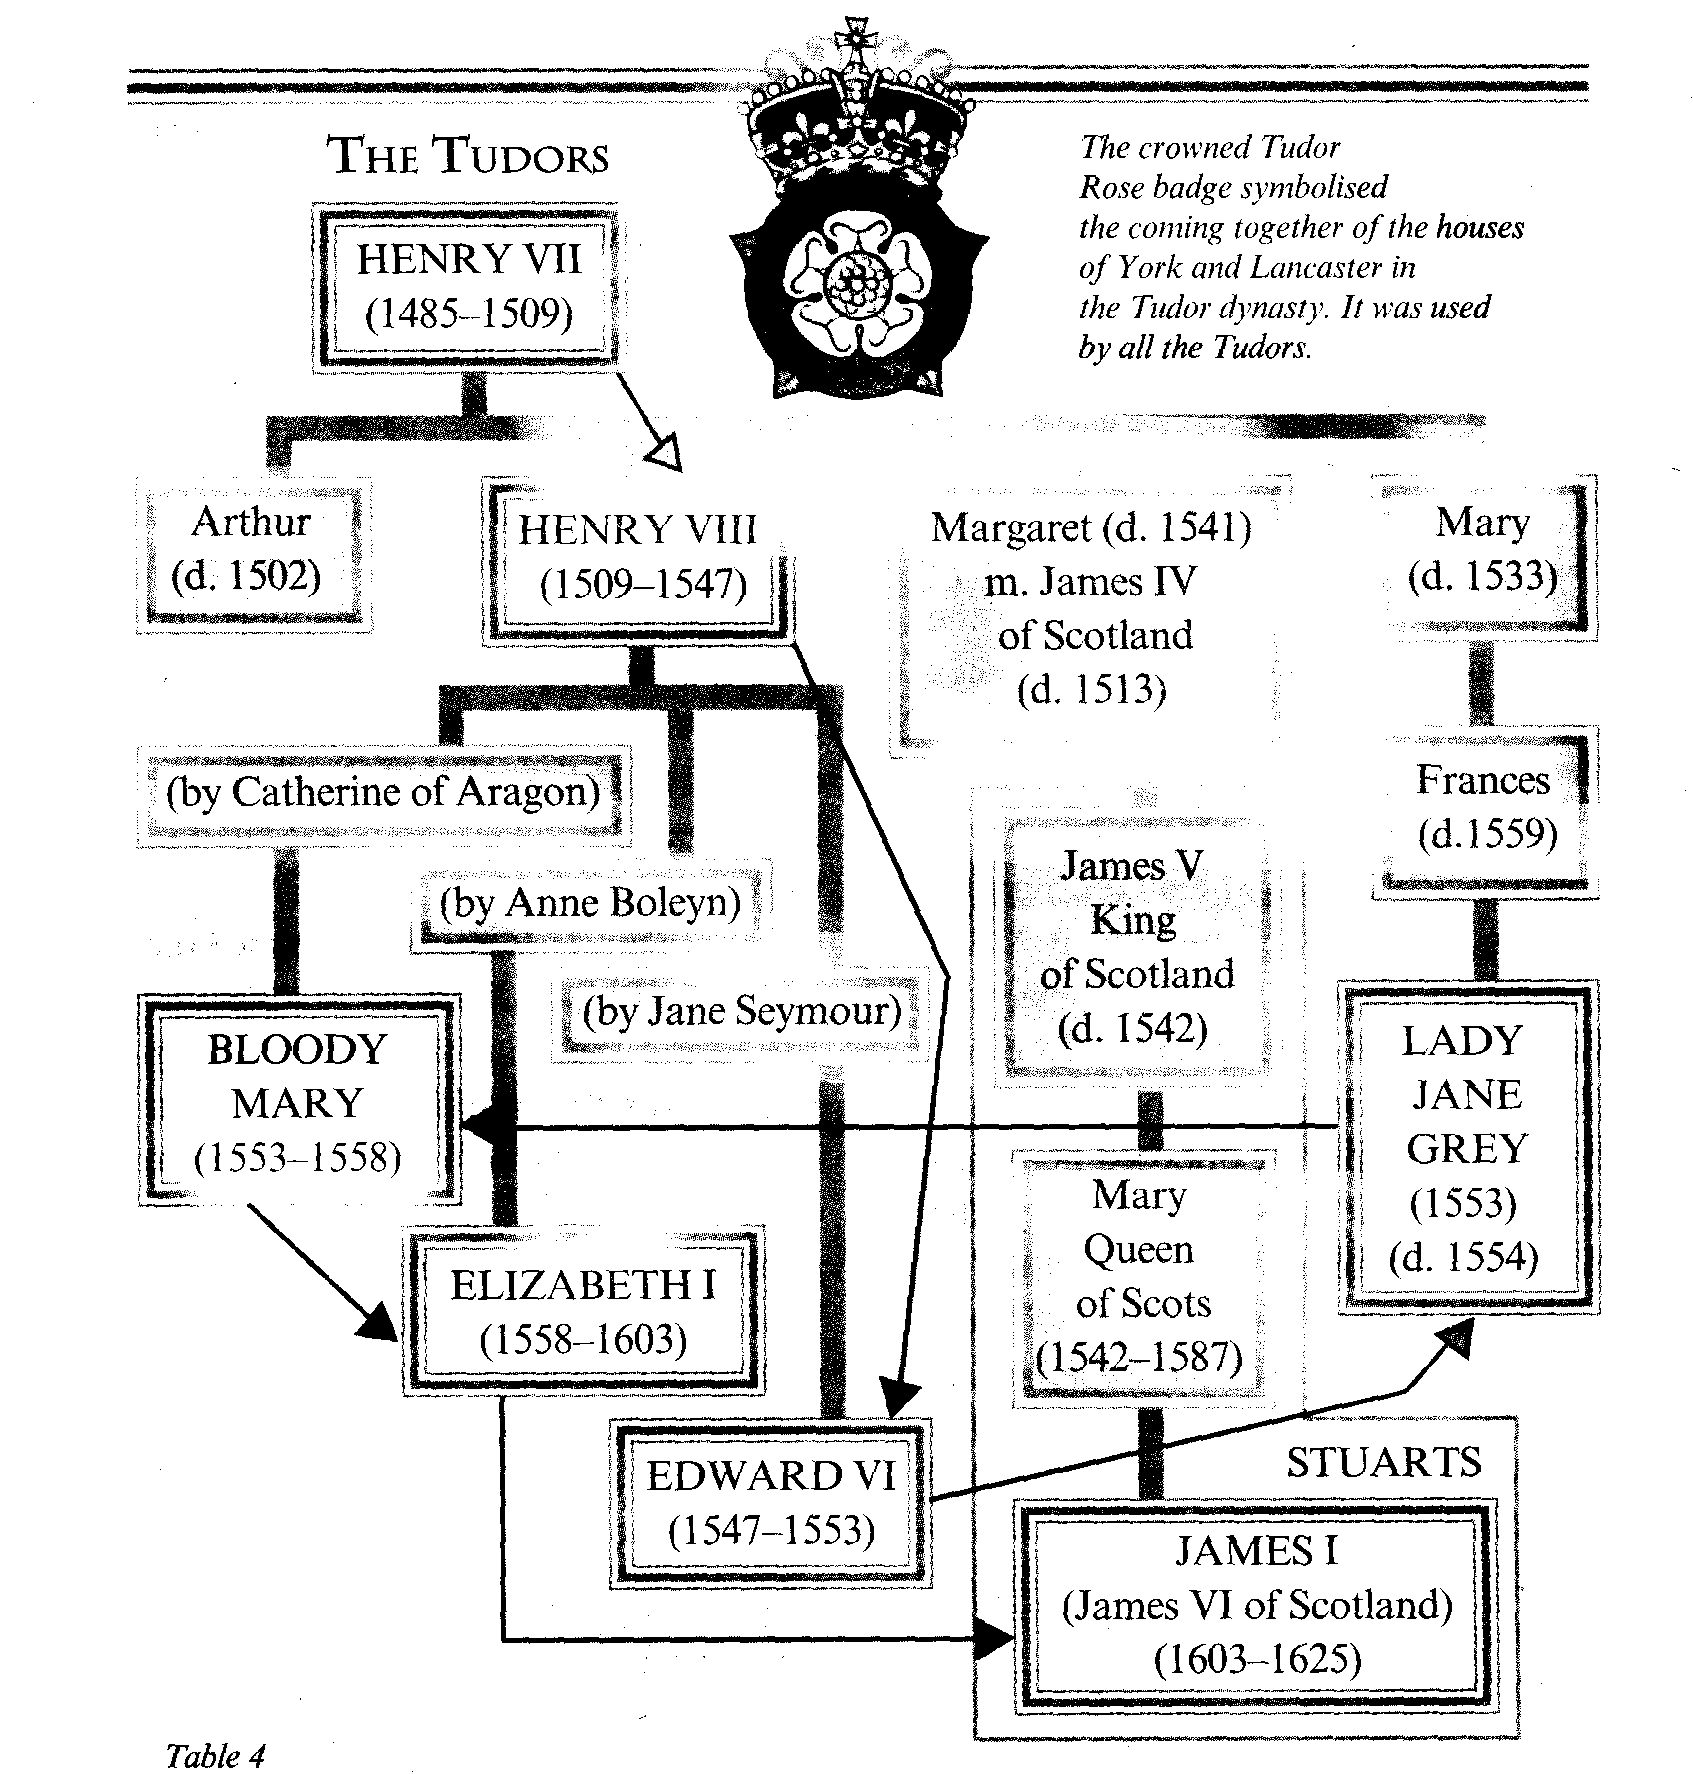 THE TUDORS
The crowned Tudor
Rose badge symbolised
the coming together of the houses
of York and Lancaster in
the Tudor dynasty. It was used
by all the Tudors.
HENRY VII
(1485–1509)
Arthur
(d. 1502)
HENRY VIII
(1509–1547)
Margaret (d. 1541)
m. James IV
of Scotland
(d. 1513)
Mary
(d. 1533)
(by Catherine of Aragon)
(by Anne Boleyn)
(by Jane Seymour)
James V
King
of Scotland
(d. 1542)
Frances
(d.1559)
BLOODY
MARY
(1553–1558)
LADY
JANE
GREY
(1553)
(d. 1554)
Mary
Queen
of Scots
(1542–1587)
ELIZABETH I
(1558–1603)
EDWARD VI
(1547–1553)
STUARTS
JAMES I
(James VI of Scotland)
(1603–1625)
Table 4